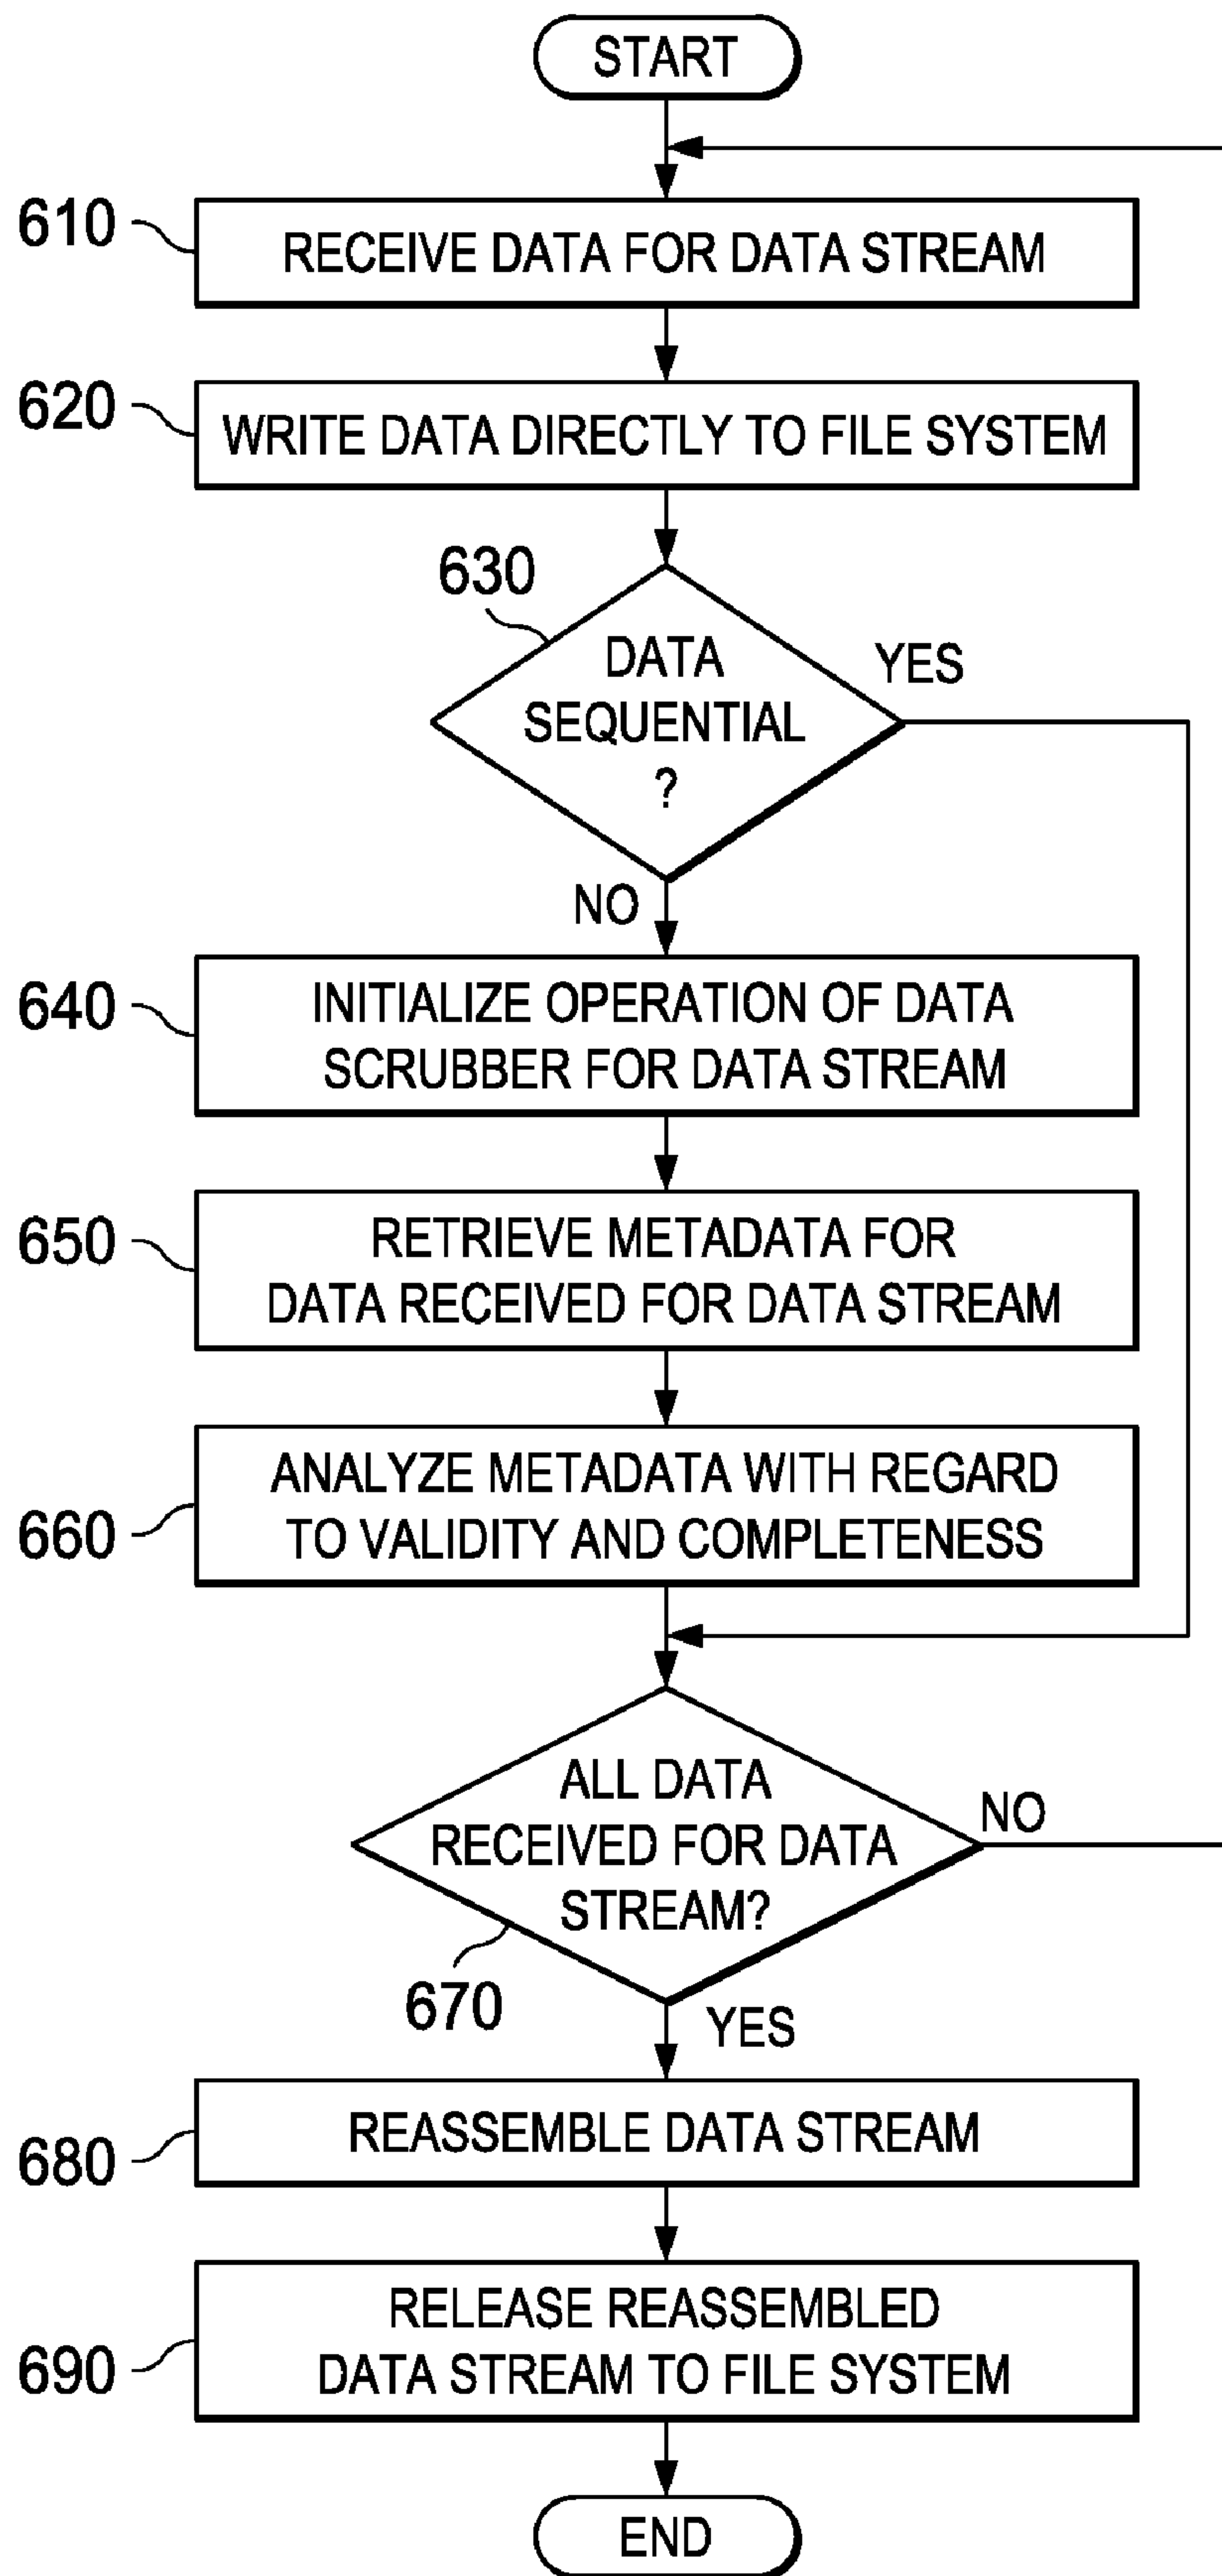 START
610
RECEIVE DATA FOR DATA STREAM
620
WRITE DATA DIRECTLY TO FILE SYSTEM
630
DATA
SEQUENTIAL
?
YES
NO
640
INITIALIZE OPERATION OF DATA
SCRUBBER FOR DATA STREAM
650
RETRIEVE METADATA FOR
DATA RECEIVED FOR DATA STREAM
660
ANALYZE METADATA WITH REGARD
TO VALIDITY AND COMPLETENESS
ALL DATA
RECEIVED FOR DATA
STREAM?
NO
670
YES
680
REASSEMBLE DATA STREAM
690
RELEASE REASSEMBLED
DATA STREAM TO FILE SYSTEM
END